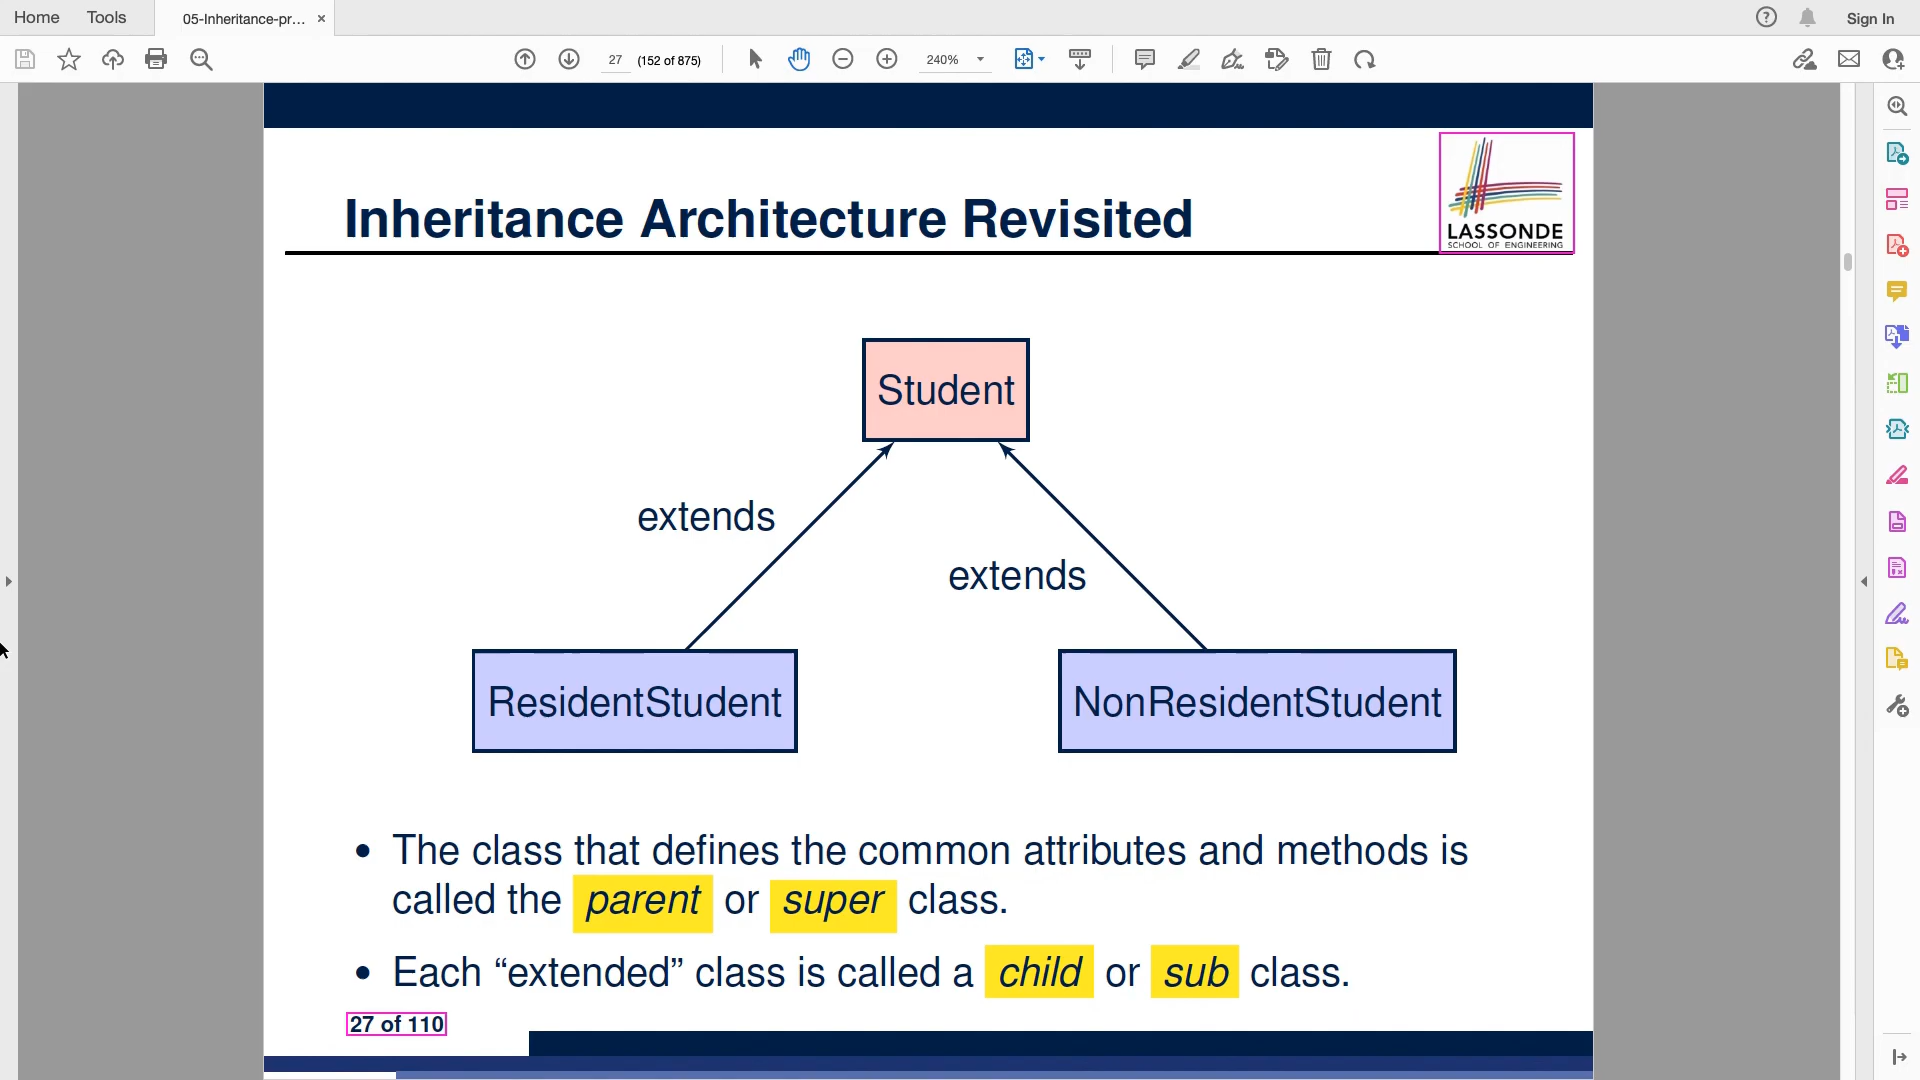 Home Tools 05-Inheritance-pr... × Sign In
27 (152 of 875) 240%
Inheritance Architecture Revisited
LASSONDE
SCHOOL OF ENGINEERING
Student
extends
extends
ResidentStudent NonResidentStudent
• The class that defines the common attributes and methods is
called the parent or super class.
• Each “extended” class is called a child or sub class.
27 of 110